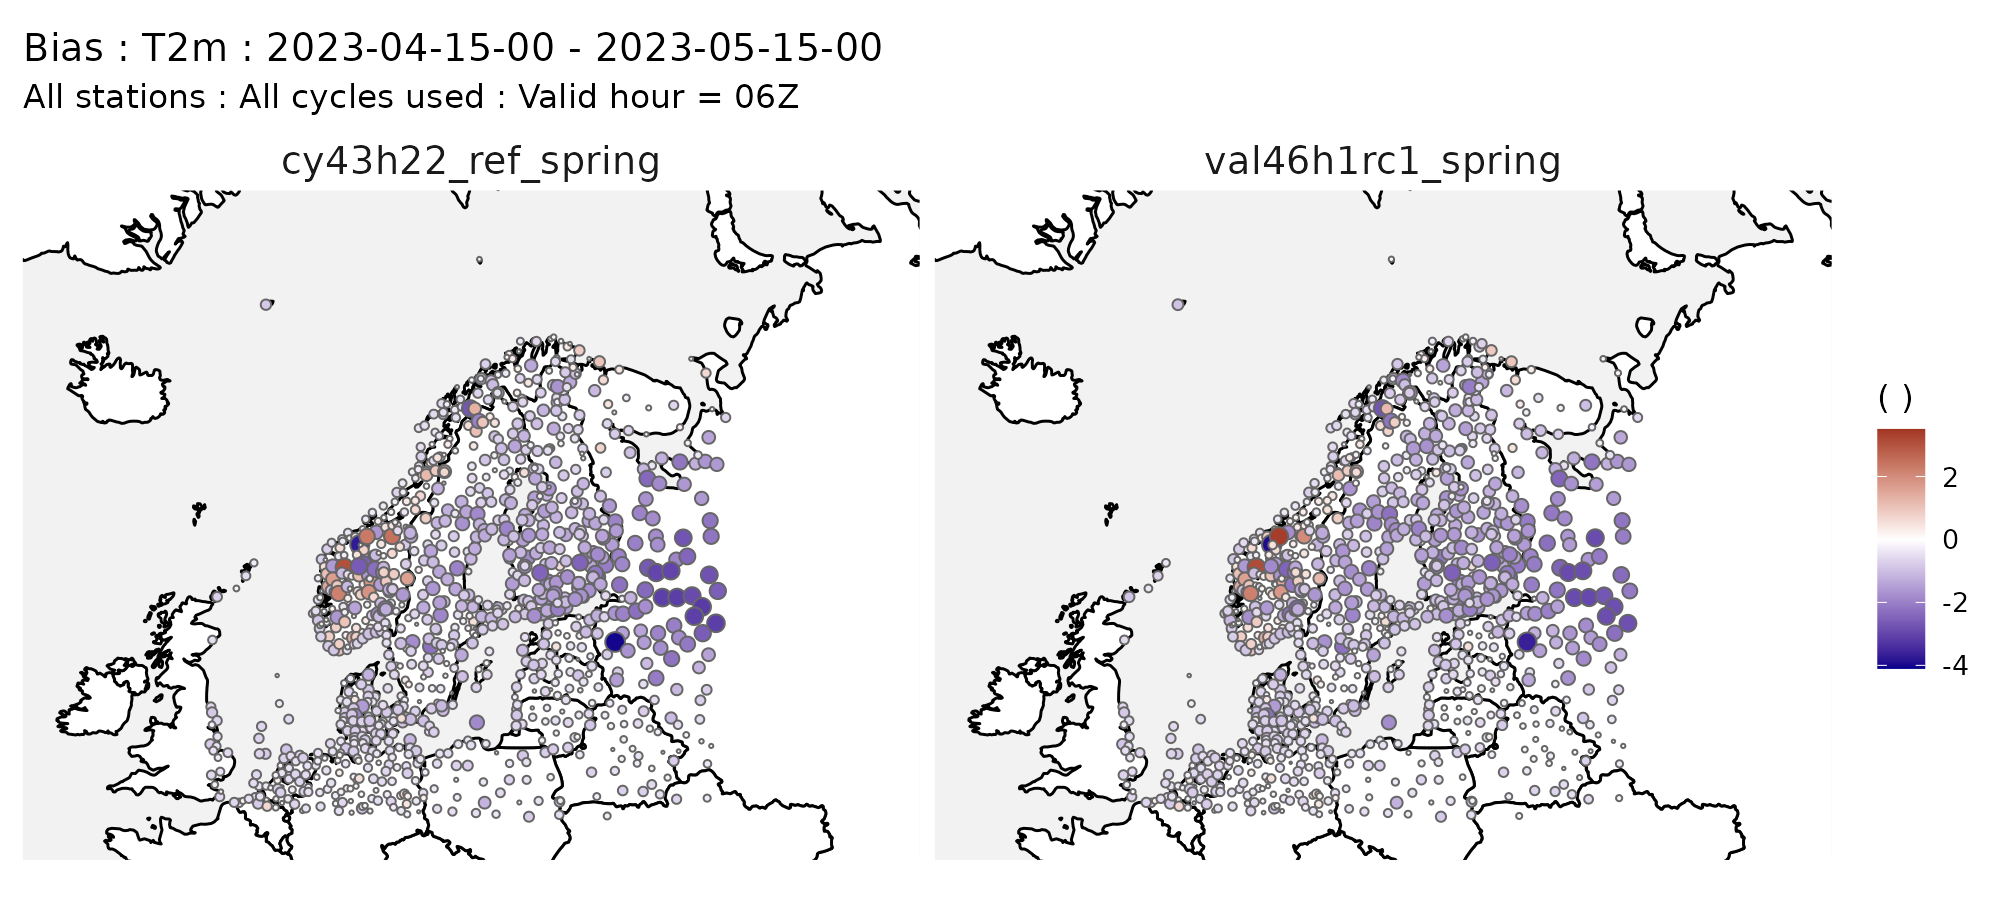 Bias : T2m : 2023-04-15-00 - 2023-05-15-00
All stations : All cycles used : Valid hour = 06Z
cy43h22_ref_spring
val46h1rc1_spring
( )
2
0
-2
-4